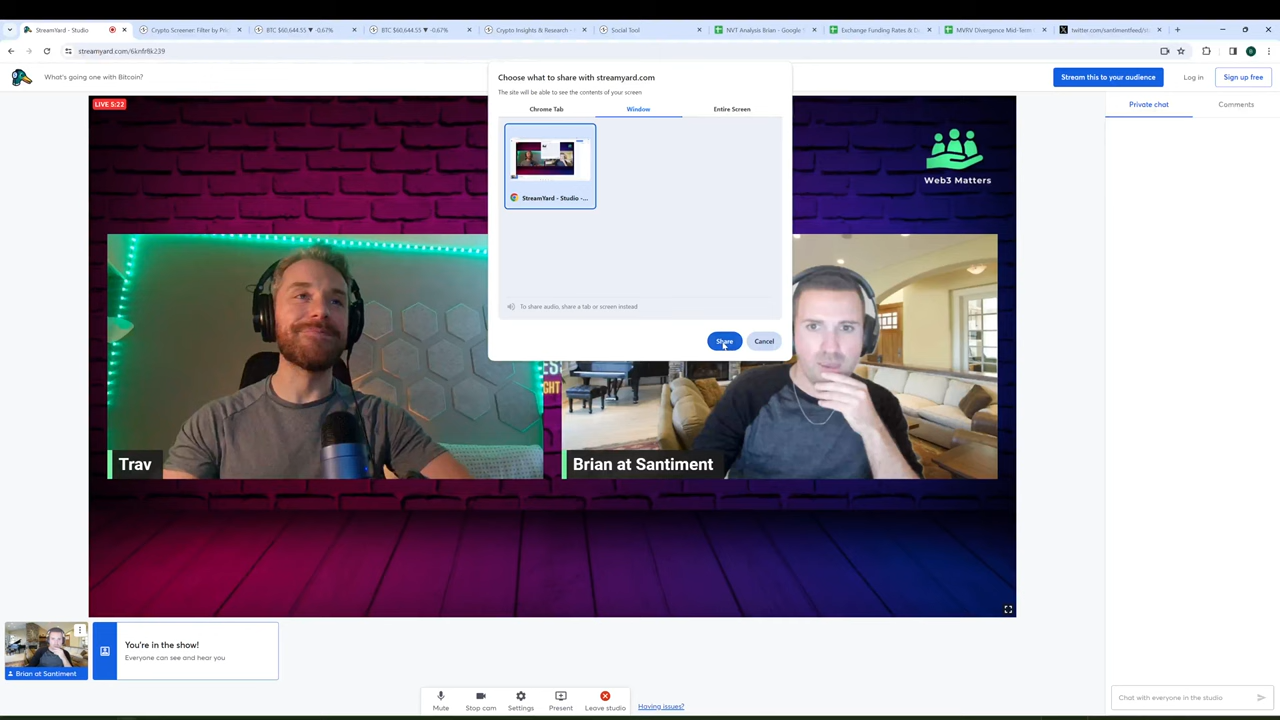 StreamYard - Studio
Crypto Screener: Filter by Pri
BTC $60,644.55 ▼ -0.67%
BTC $60,644.55 ▼ -0.67%
Crypto Insights & Research -
Social Tool
NVT Analysis Brian - Google
Exchange Funding Rates & D
MVRV Divergence Mid-Term
twitter.com/santimentfeed/s
streamyard.com/6knfr8k239
What's going one with Bitcoin?
Stream this to your audience
Log in
Sign up free
Choose what to share with streamyard.com
The site will be able to see the contents of your screen
Chrome Tab
Window
Entire Screen
StreamYard - Studio -...
To share audio, share a tab or screen instead
Share
Cancel
LIVE 5:22
Web3 Matters
Private chat
Comments
Trav
Brian at Santiment
Brian at Santiment
You're in the show!
Everyone can see and hear you
Mute
Stop cam
Settings
Present
Leave studio
Having issues?
Chat with everyone in the studio